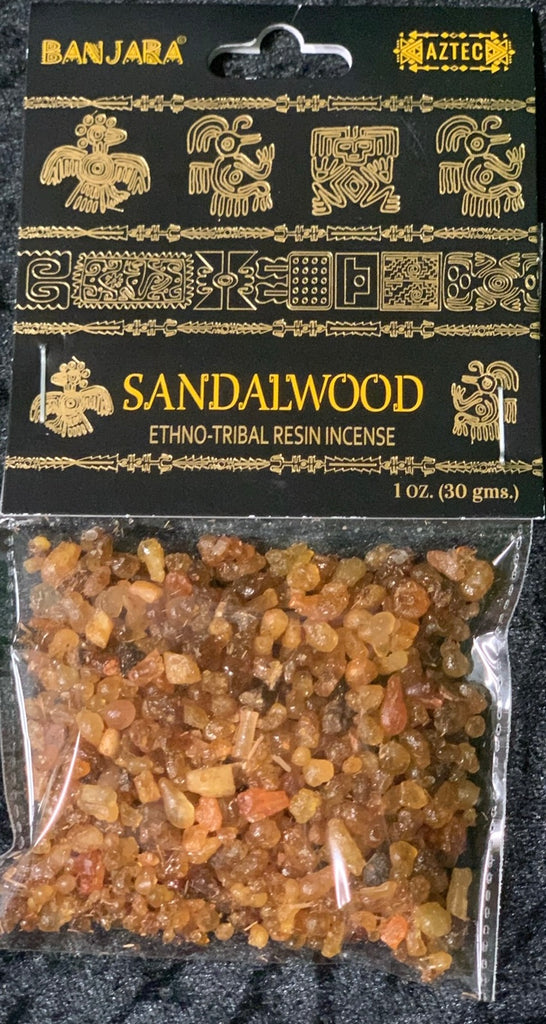 BANJARA®
AZTEC
SANDALWOOD
ETHNO-TRIBAL RESIN INCENSE
1 OZ. (30 gms.)